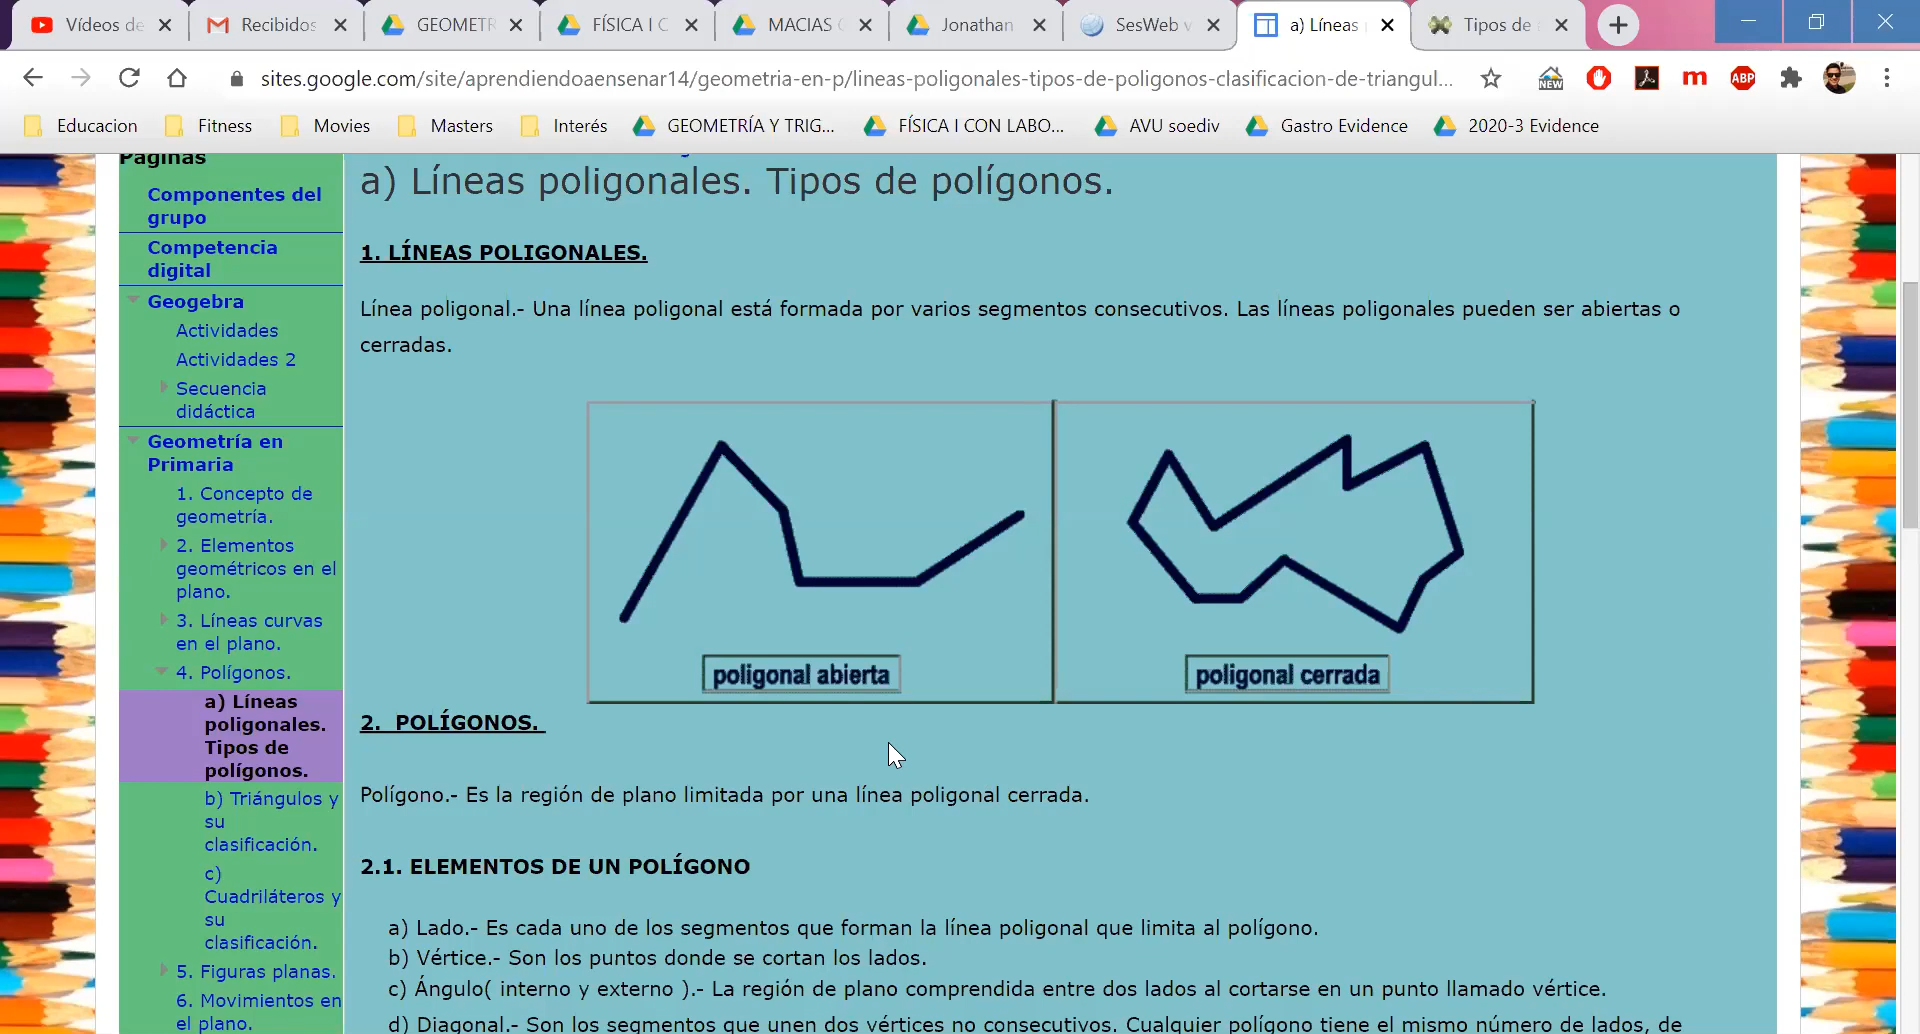 Vídeos de
Recibidos
GEOMETR
FÍSICA I C
MACIAS
Jonathan
SesWeb v
a) Líneas
Tipos de
sites.google.com/site/aprendiendoaensenar14/geometria-en-p/lineas-poligonales-tipos-de-poligonos-clasificacion-de-triangul...
NEW
m
ABP
Educacion
Fitness
Movies
Masters
Interés
GEOMETRÍA Y TRIG...
FÍSICA I CON LABO...
AVU soediv
Gastro Evidence
2020-3 Evidence
Páginas
Componentes del
grupo
Competencia
digital
Geogebra
Actividades
Actividades 2
Secuencia
didáctica
Geometría en
Primaria
1. Concepto de
geometría.
2. Elementos
geométricos en el
plano.
3. Líneas curvas
en el plano.
4. Polígonos.
a) Líneas
poligonales.
Tipos de
polígonos.
b) Triángulos y
su
clasificación.
c)
Cuadriláteros y
su
clasificación.
5. Figuras planas.
6. Movimientos en
el plano.
a) Líneas poligonales. Tipos de polígonos.
1. LÍNEAS POLIGONALES.
Línea poligonal.- Una línea poligonal está formada por varios segmentos consecutivos. Las líneas poligonales pueden ser abiertas o
cerradas.
poligonal abierta
poligonal cerrada
2. POLÍGONOS.
Polígono.- Es la región de plano limitada por una línea poligonal cerrada.
2.1. ELEMENTOS DE UN POLÍGONO
a) Lado.- Es cada uno de los segmentos que forman la línea poligonal que limita al polígono.
b) Vértice.- Son los puntos donde se cortan los lados.
c) Ángulo( interno y externo ).- La región de plano comprendida entre dos lados al cortarse en un punto llamado vértice.
d) Diagonal.- Son los segmentos que unen dos vértices no consecutivos. Cualquier polígono tiene el mismo número de lados, de